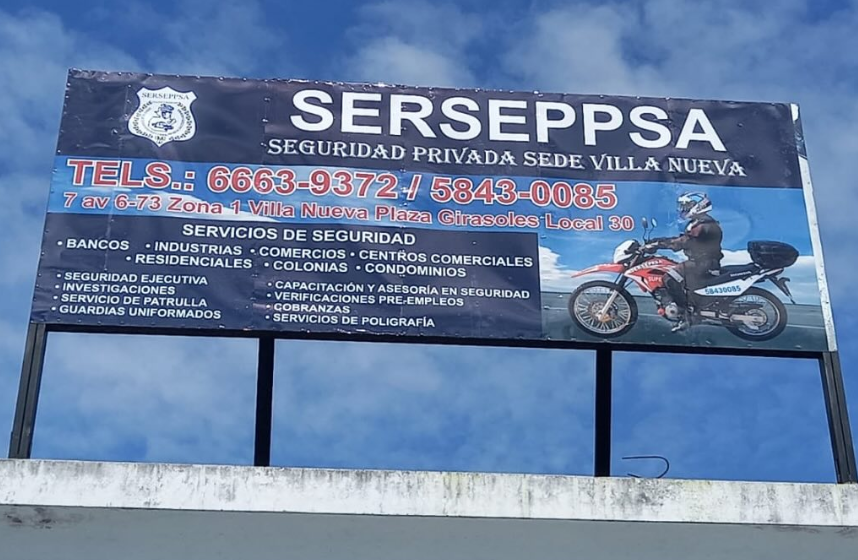 SERSEPPSA
SERSEPPSA
SEGURIDAD PRIVADA SEDE VILLA NUEVA
TELS.: 6663-9372 / 5843-0085
7 av 6-73 Zona 1 Villa Nueva Plaza Girasoles Local 30
SERVICIOS DE SEGURIDAD
• BANCOS • INDUSTRIAS • COMERCIOS • CENTROS COMERCIALES
• RESIDENCIALES • COLONIAS • CONDOMINIOS
• SEGURIDAD EJECUTIVA
• INVESTIGACIONES
• SERVICIO DE PATRULLA
• GUARDIAS UNIFORMADOS
• CAPACITACIÓN Y ASESORÍA EN SEGURIDAD
• VERIFICACIONES PRE-EMPLEOS
• COBRANZAS
• SERVICIOS DE POLIGRAFÍA
58430085